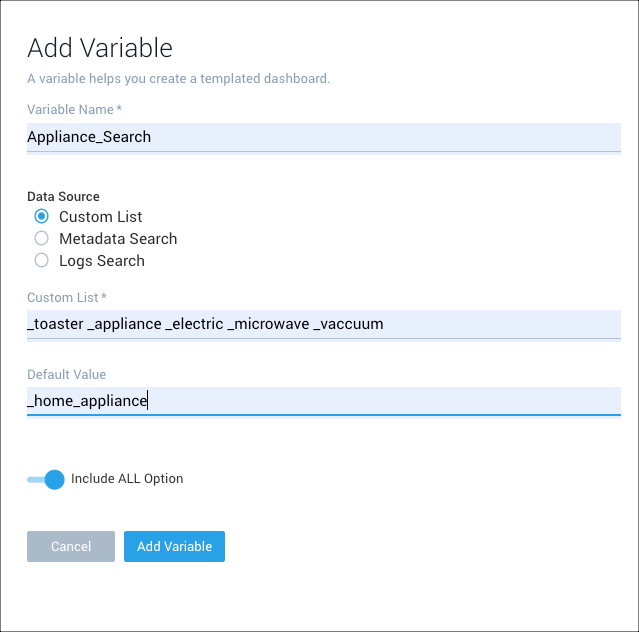 Add Variable
A variable helps you create a templated dashboard.
Variable Name *
Appliance_Search
Data Source
Custom List
Metadata Search
Logs Search
Custom List *
_toaster _appliance _electric _microwave _vaccuum
Default Value
_home_appliance
Include ALL Option
Cancel Add Variable